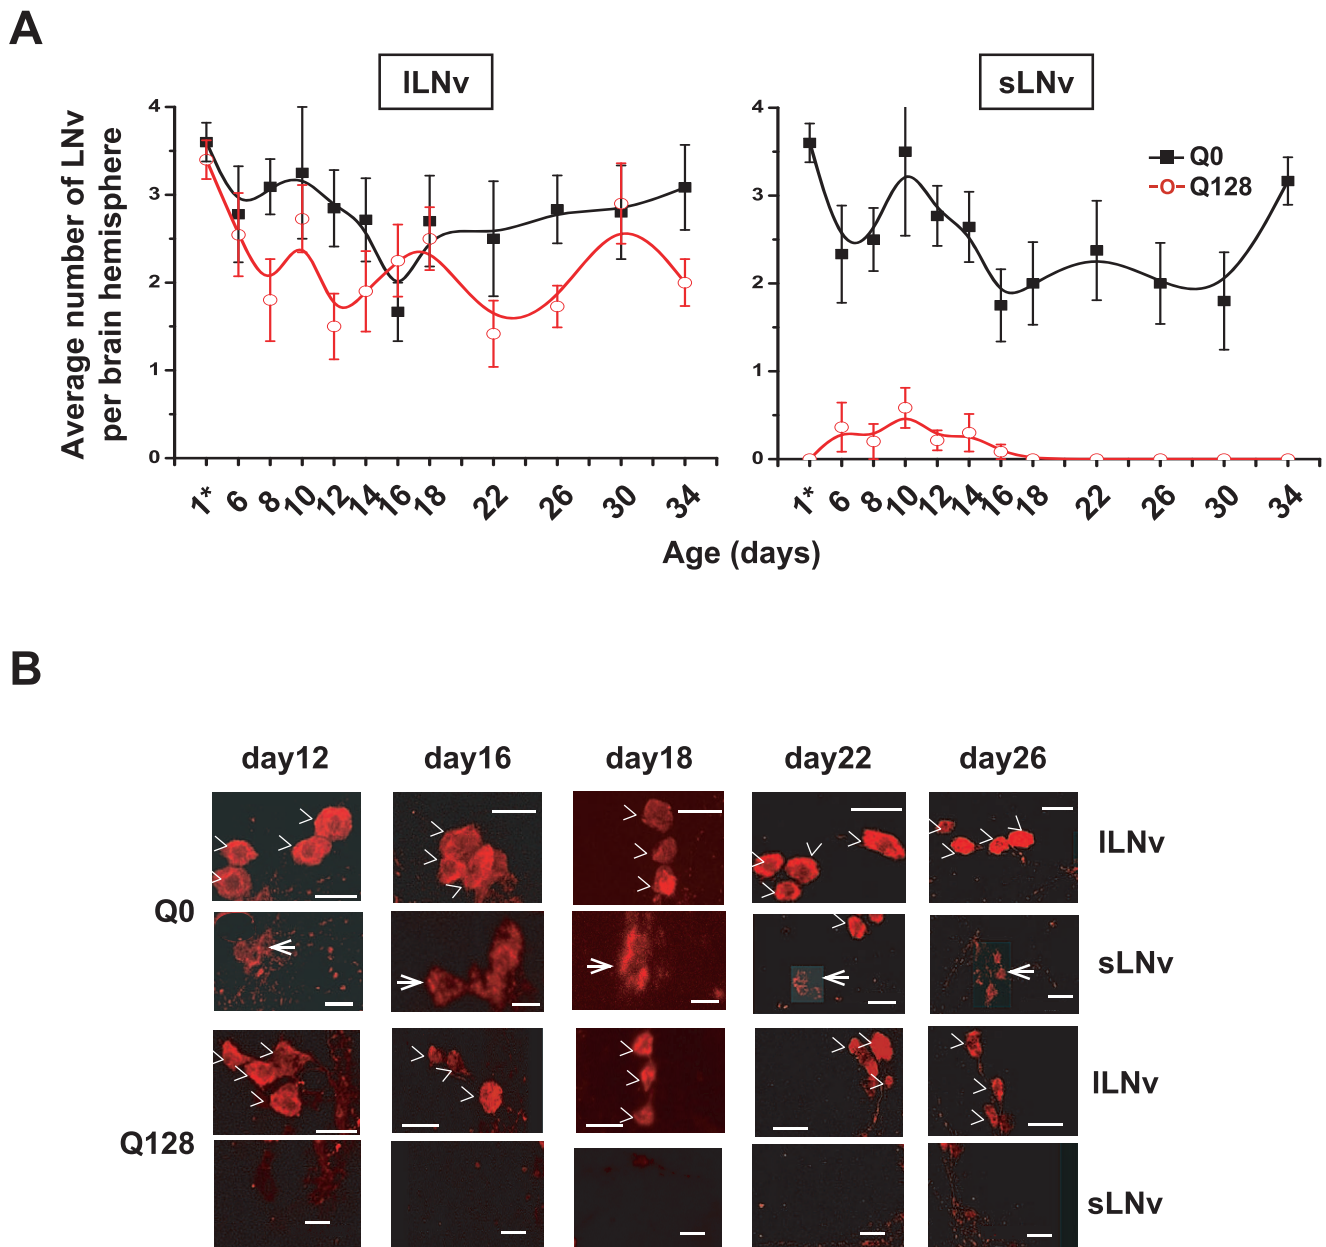 A
lLNv
sLNv
Average number of LNv
per brain hemisphere
4
3
2
1
0
1*
6
8
10
12
14
16
18
22
26
30
34
4
3
2
1
0
Q0
Q128
1*
6
8
10
12
14
16
18
22
26
30
34
Age (days)
B
day12 day16 day18 day22 day26
lLNv
Q0
sLNv
lLNv
Q128
sLNv